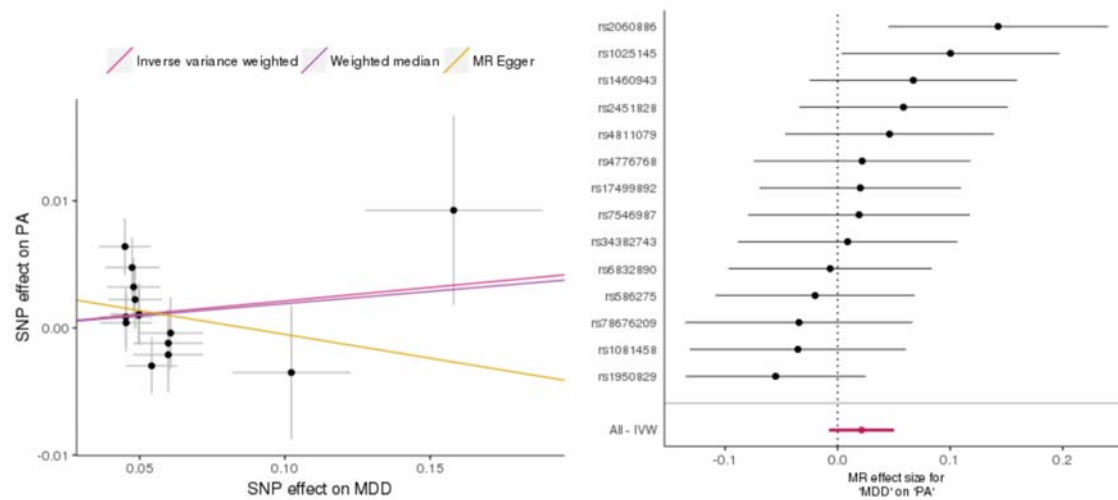 Inverse variance weighted Weighted median MR Egger
0.01
0.00
-0.01
SNP effect on PA
0.05 0.10 0.15
SNP effect on MDD
rs2060886
rs1025145
rs1460943
rs2451828
rs4811079
rs4776768
rs17499892
rs7546987
rs34382743
rs6832890
rs586275
rs78676209
rs1081458
rs1950829
All - IVW
-0.1 0.0 0.1 0.2
MR effect size for
'MDD' on 'PA'